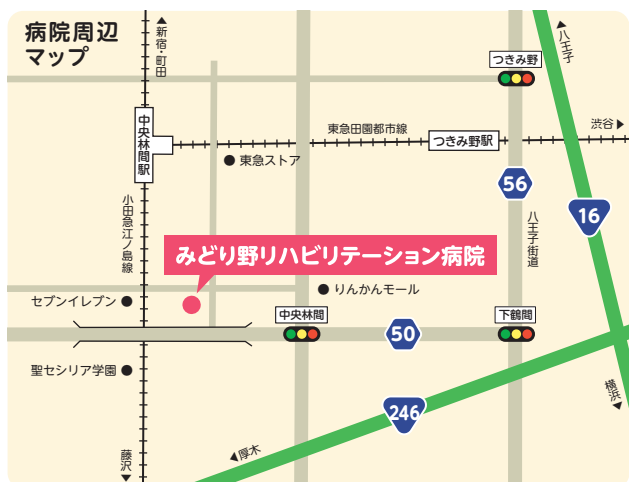 病院周辺
マップ
▲新宿・町田
八王子
つきみ野
中央林間駅
東急田園都市線
つきみ野駅
渋谷▶
東急ストア
56
16
小田急江ノ島線
八王子街道
みどり野リハビリテーション病院
セブンイレブン
りんかんモール
中央林間
下鶴間
50
聖セシリア学園
246
横浜
◀厚木
藤沢▼